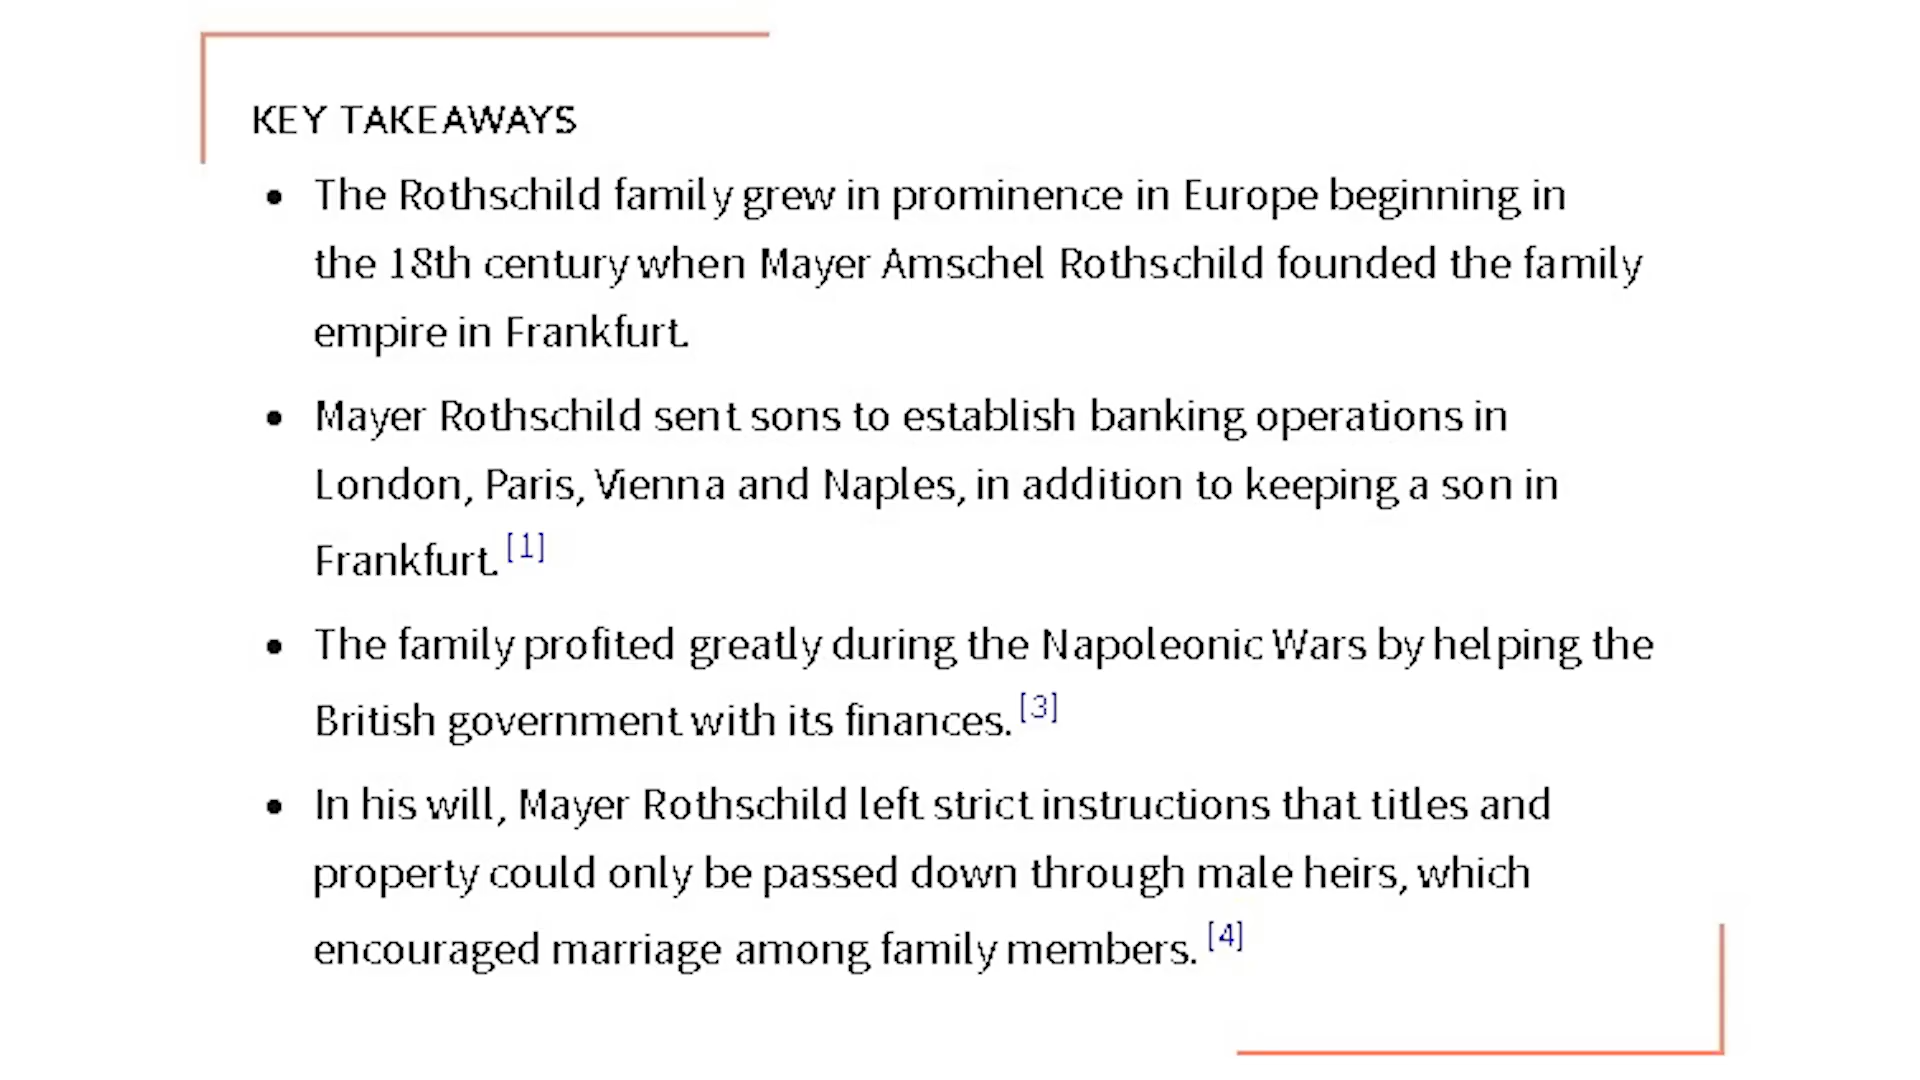 KEY TAKEAWAYS
• The Rothschild family grew in prominence in Europe beginning in
the 18th century when Mayer Amschel Rothschild founded the family
empire in Frankfurt.
• Mayer Rothschild sent sons to establish banking operations in
London, Paris, Vienna and Naples, in addition to keeping a son in
Frankfurt. [1]
• The family profited greatly during the Napoleonic Wars by helping the
British government with its finances. [3]
• In his will, Mayer Rothschild left strict instructions that titles and
property could only be passed down through male heirs, which
encouraged marriage among family members. [4]